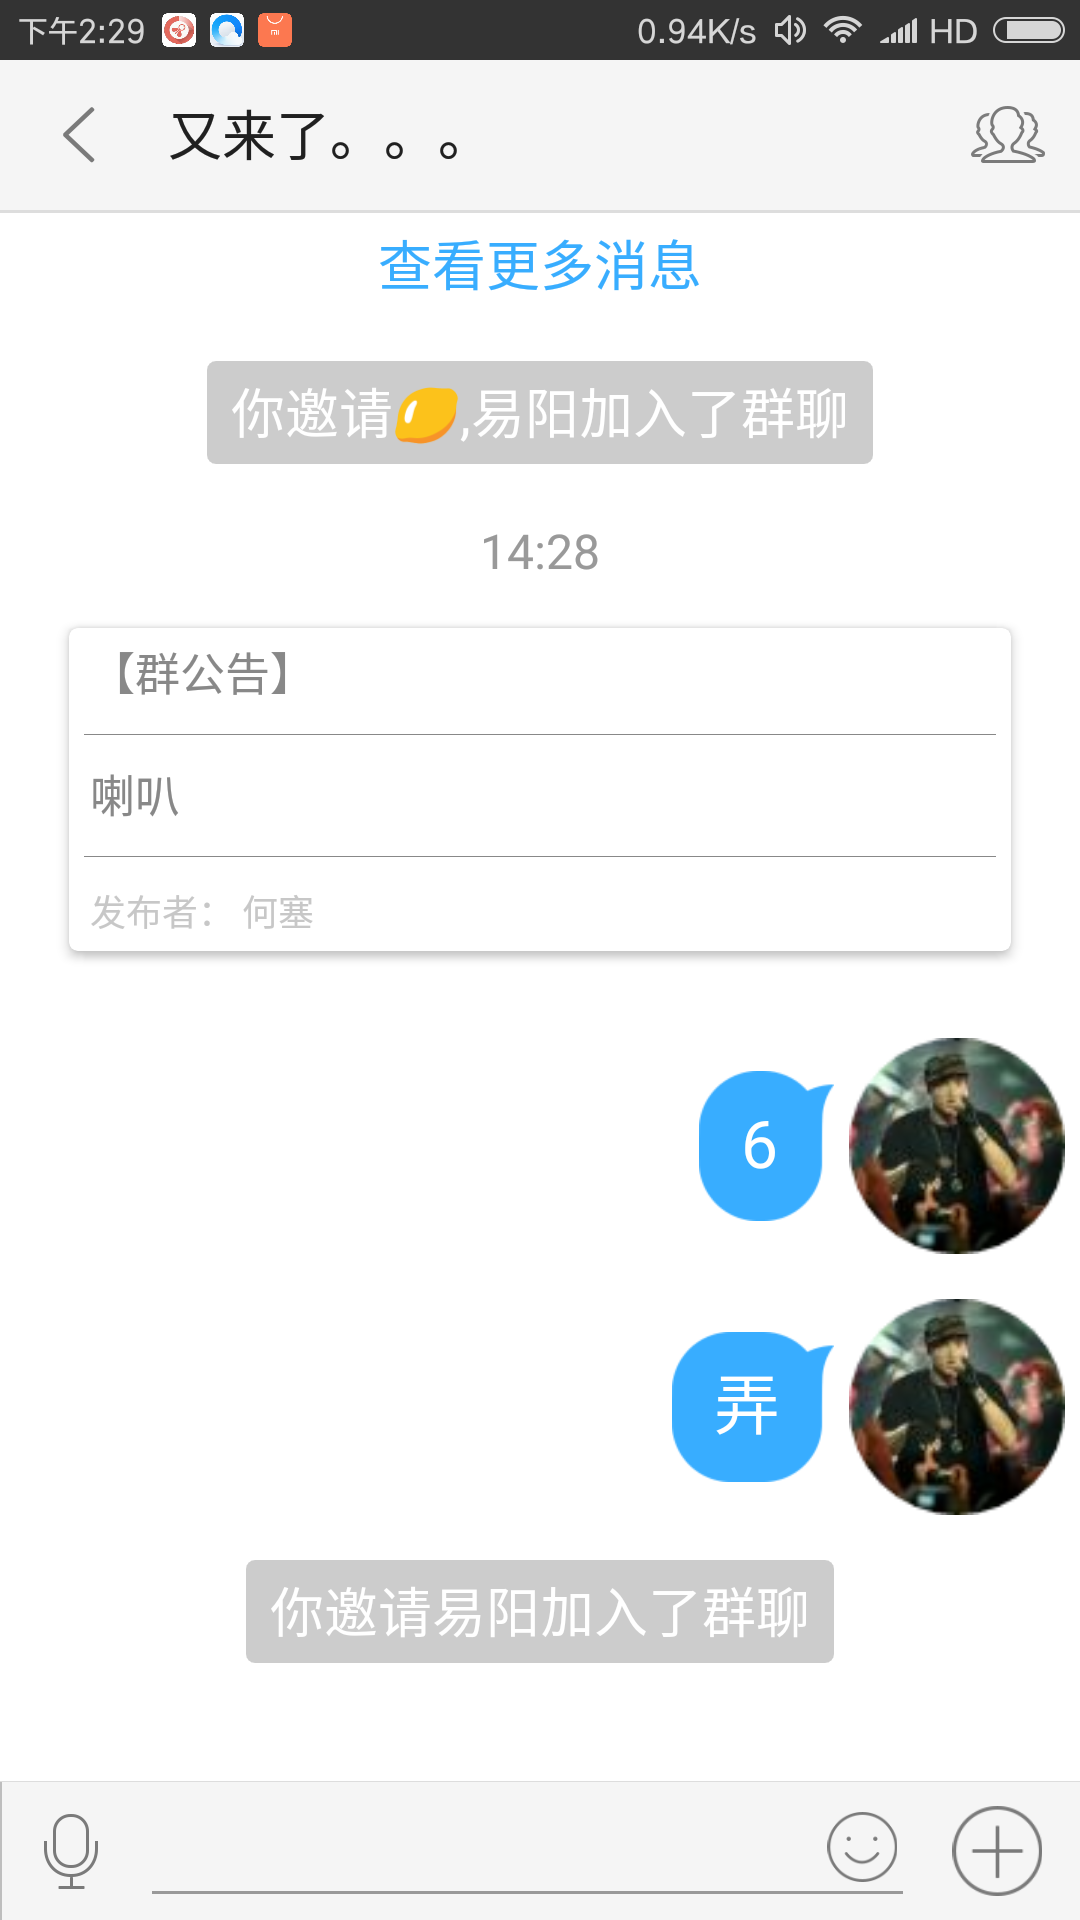 下午2:29 0.94K/s HD
又来了。。。
查看更多消息
你邀请🍋,易阳加入了群聊
14:28
【群公告】
喇叭
发布者： 何塞
6
弄
你邀请易阳加入了群聊